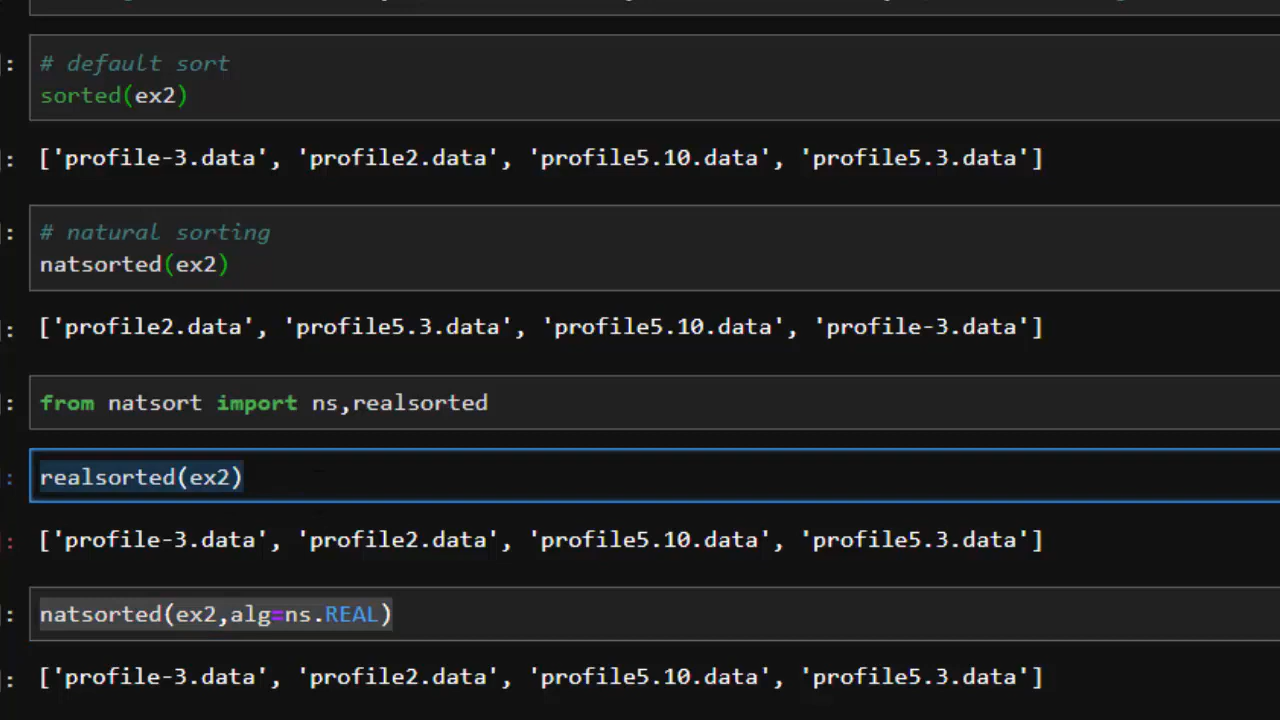 ]:
# default sort
sorted(ex2)
]:
['profile-3.data', 'profile2.data', 'profile5.10.data', 'profile5.3.data']
]:
# natural sorting
natsorted(ex2)
]:
['profile2.data', 'profile5.3.data', 'profile5.10.data', 'profile-3.data']
]:
from natsort import ns,realsorted
:
realsorted(ex2)
:
['profile-3.data', 'profile2.data', 'profile5.10.data', 'profile5.3.data']
]:
natsorted(ex2,alg=ns.REAL)
]:
['profile-3.data', 'profile2.data', 'profile5.10.data', 'profile5.3.data']